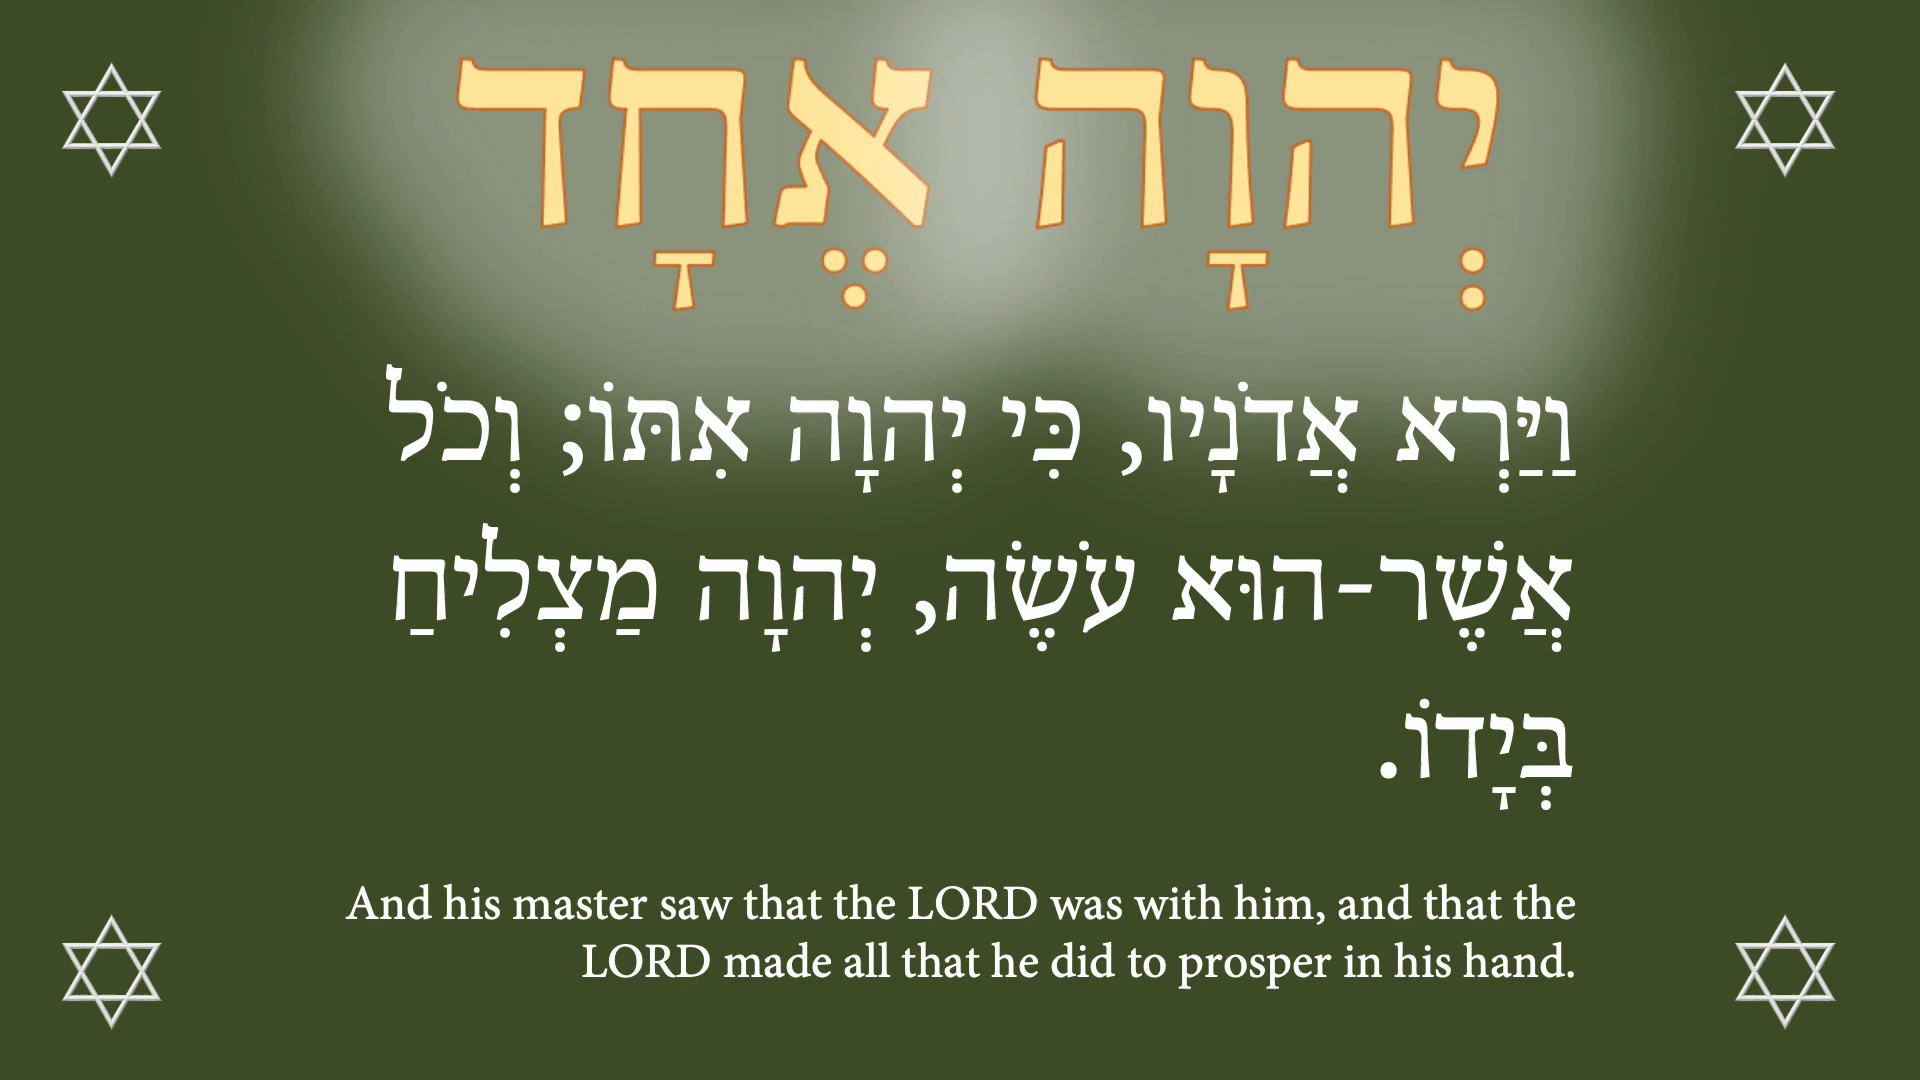 יְהוָה אֶחָד
וַיַּרְא אֲדֹנָיו, כִּי יְהוָה אִתּוֹ; וְכֹל
אֲשֶׁר-הוּא עֹשֶׂה, יְהוָה מַצְלִיחַ
בְּיָדוֹ.
And his master saw that the LORD was with him, and that the
LORD made all that he did to prosper in his hand.